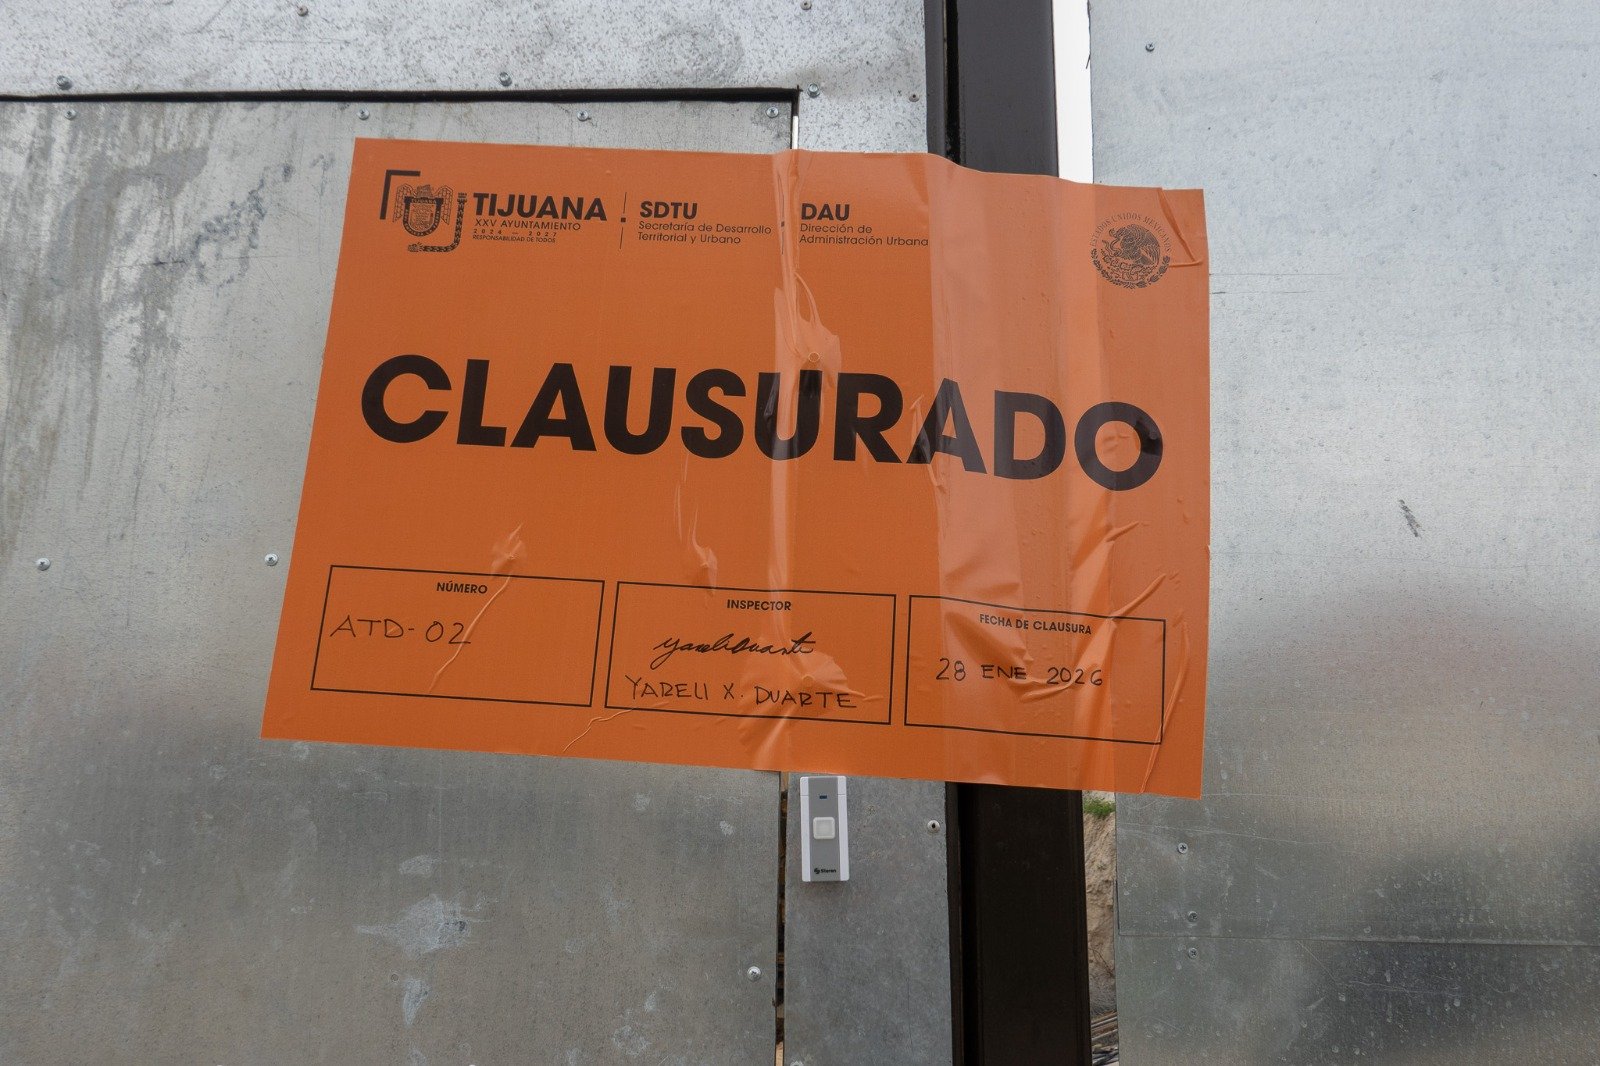 TIJUANA
XXV AYUNTAMIENTO
2024 — 2027
RESPONSABILIDAD DE TODOS
SDTU
Secretaría de Desarrollo
Territorial y Urbano
DAU
Dirección de
Administración Urbana
ESTADOS UNIDOS MEXICANOS
CLAUSURADO
NÚMERO
ATD-02
INSPECTOR
YARELI X. DUARTE
FECHA DE CLAUSURA
28 ENE 2026
Steren